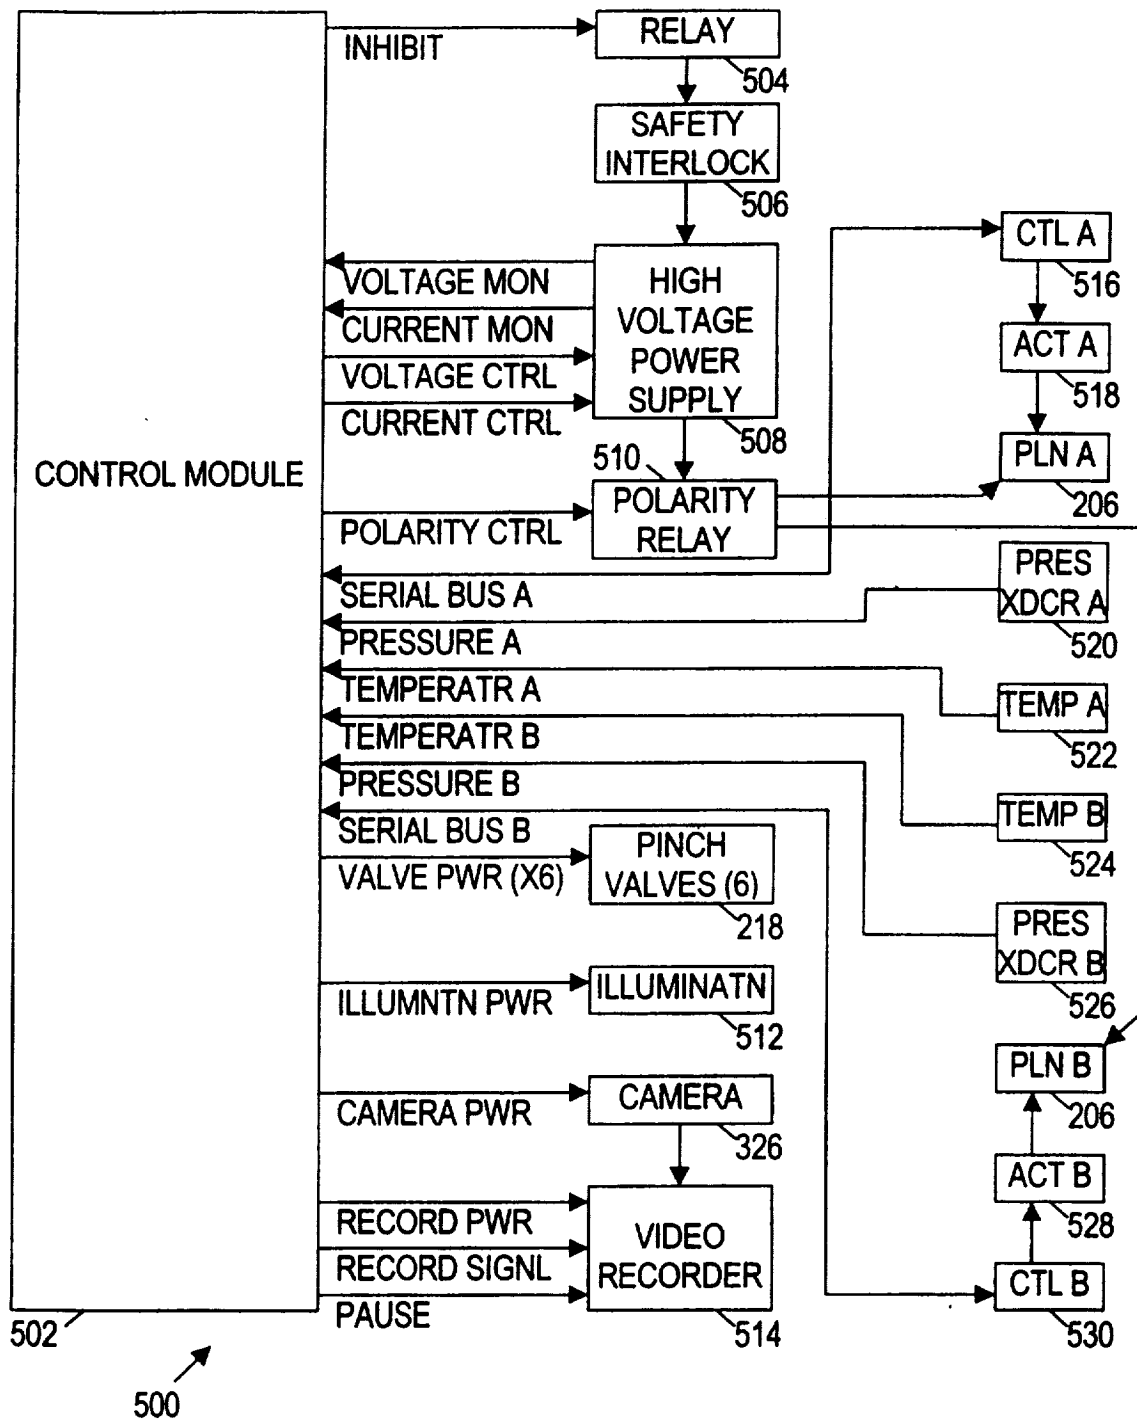 RELAY
INHIBIT
504
SAFETY
INTERLOCK
506
CTL A
516
VOLTAGE MON
HIGH
VOLTAGE
POWER
SUPPLY
CURRENT MON
ACT A
518
VOLTAGE CTRL
CURRENT CTRL
508
510
PLN A
206
CONTROL MODULE
POLARITY
RELAY
POLARITY CTRL
PRES
XDCR A
520
SERIAL BUS A
PRESSURE A
TEMPERATR A
TEMP A
522
TEMPERATR B
PRESSURE B
TEMP B
524
SERIAL BUS B
PINCH
VALVES (6)
VALVE PWR (X6)
218
PRES
XDCR B
526
ILLUMINATN
ILLUMNTN PWR
512
PLN B
206
CAMERA
CAMERA PWR
326
ACT B
528
RECORD PWR
VIDEO
RECORDER
RECORD SIGNL
CTL B
530
PAUSE
514
502
500